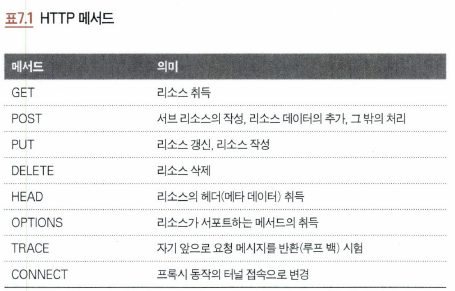 표7.1 HTTP 메서드
메서드 의미
GET 리소스 취득
POST 서브 리소스의 작성, 리소스 데이터의 추가, 그 밖의 처리
PUT 리소스 갱신, 리소스 작성
DELETE 리소스 삭제
HEAD 리소스의 헤더(메타 데이터) 취득
OPTIONS 리소스가 서포트하는 메서드의 취득
TRACE 자기 앞으로 요청 메시지를 반환(루프 백) 시험
CONNECT 프록시 동작의 터널 접속으로 변경